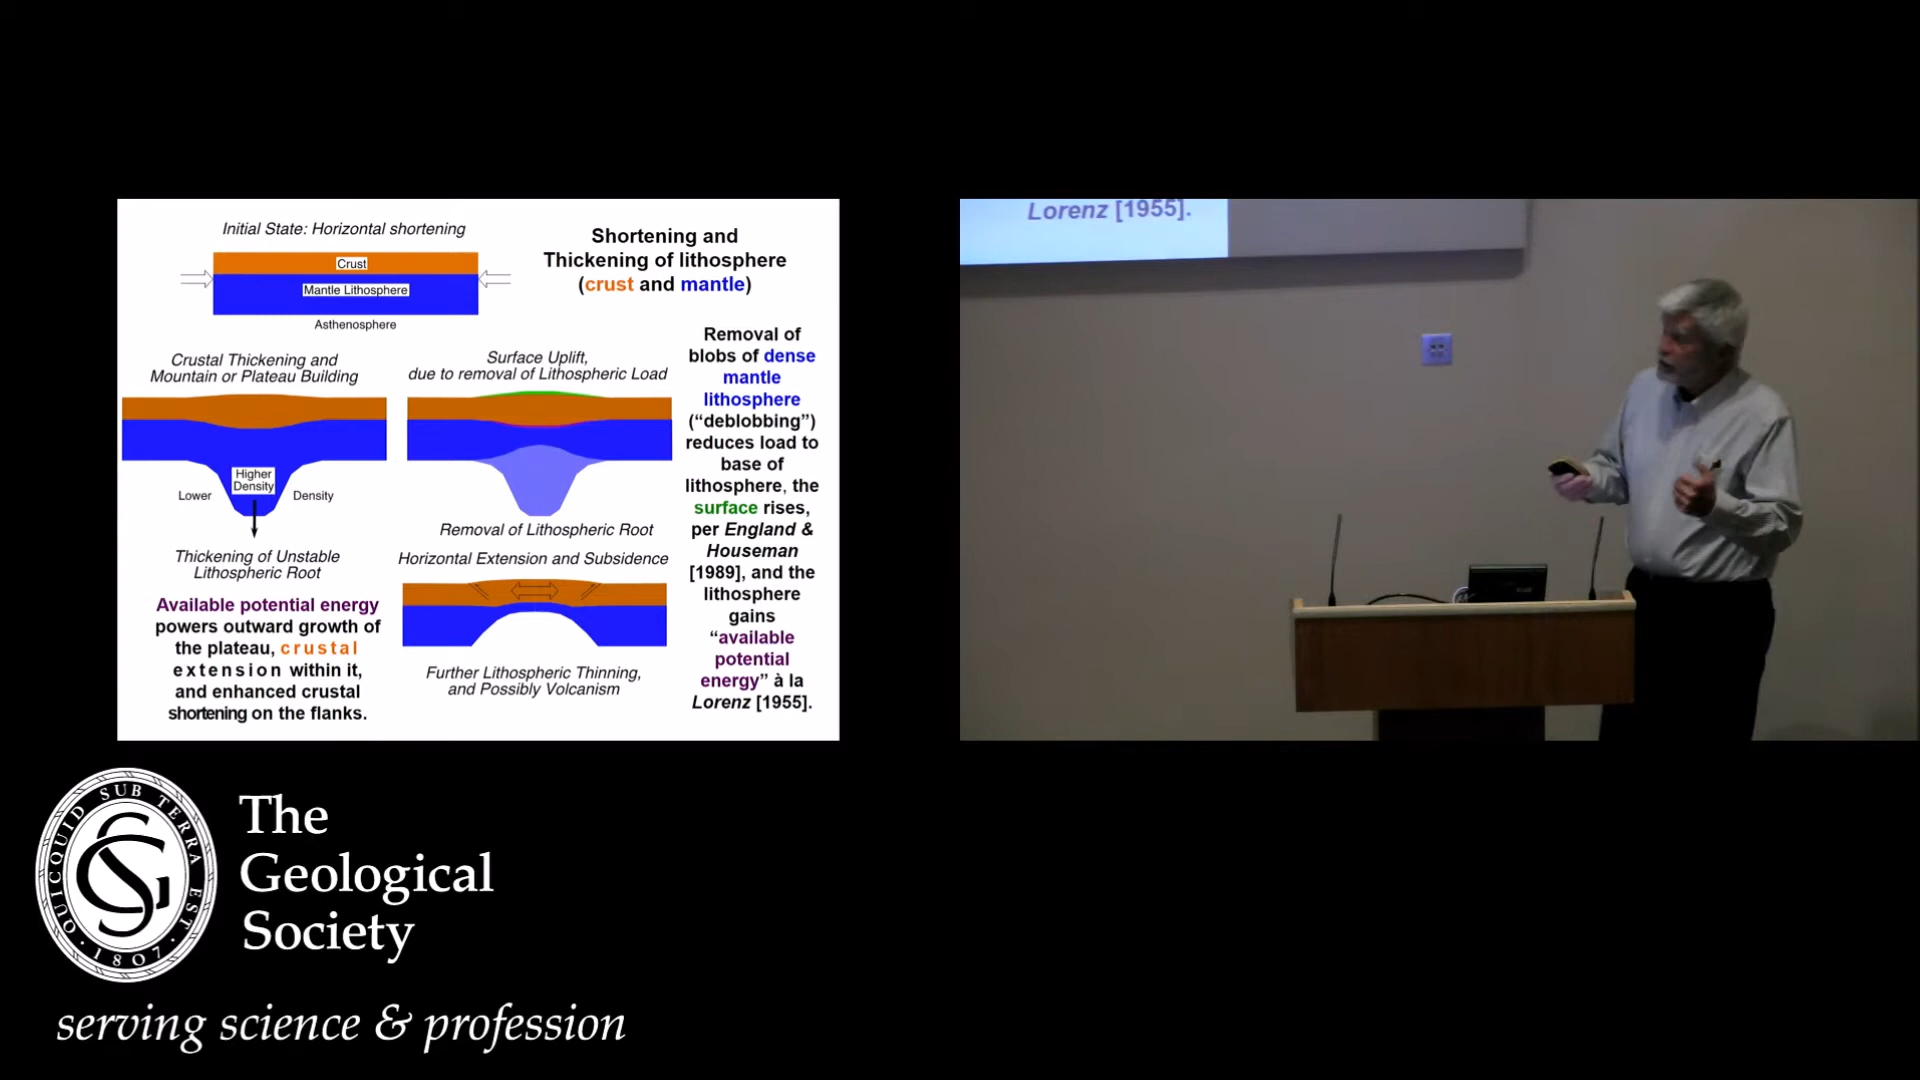 Initial State: Horizontal shortening
Crust
Mantle Lithosphere
Asthenosphere
Shortening and
Thickening of lithosphere
(crust and mantle)
Crustal Thickening and
Mountain or Plateau Building
Higher
Density
Lower
Density
Thickening of Unstable
Lithospheric Root
Surface Uplift,
due to removal of Lithospheric Load
Removal of Lithospheric Root
Horizontal Extension and Subsidence
Further Lithospheric Thinning,
and Possibly Volcanism
Available potential energy
powers outward growth of
the plateau, crustal
extension within it,
and enhanced crustal
shortening on the flanks.
Removal of
blobs of dense
mantle
lithosphere
(“deblobbing”)
reduces load to
base of
lithosphere, the
surface rises,
per England &
Houseman
[1989], and the
lithosphere
gains
“available
potential
energy” à la
Lorenz [1955].
Lorenz [1955].
QUICQUID SUB TERRA EST
1807
GS
The
Geological
Society
serving science & profession